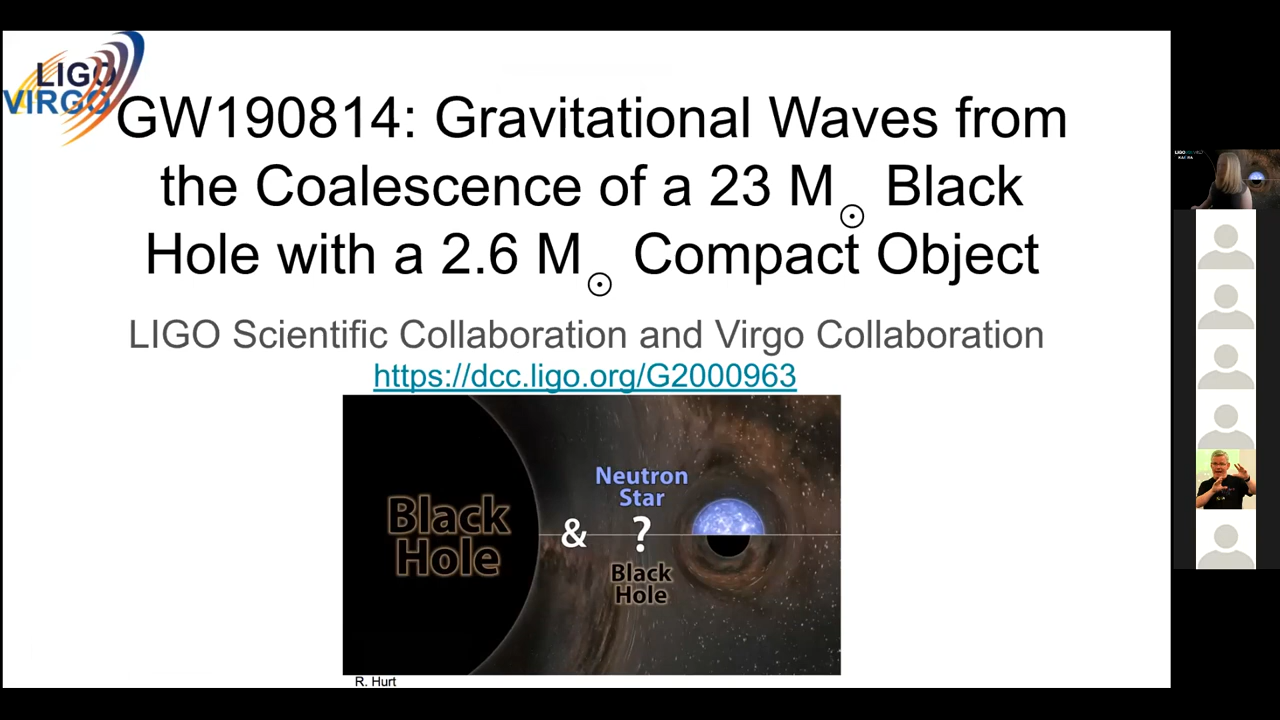 LIGO
VIRGO
GW190814: Gravitational Waves from
the Coalescence of a 23 M☉ Black
Hole with a 2.6 M☉ Compact Object
LIGO Scientific Collaboration and Virgo Collaboration
https://dcc.ligo.org/G2000963
Black
Hole
&
Neutron
Star
?
Black
Hole
R. Hurt